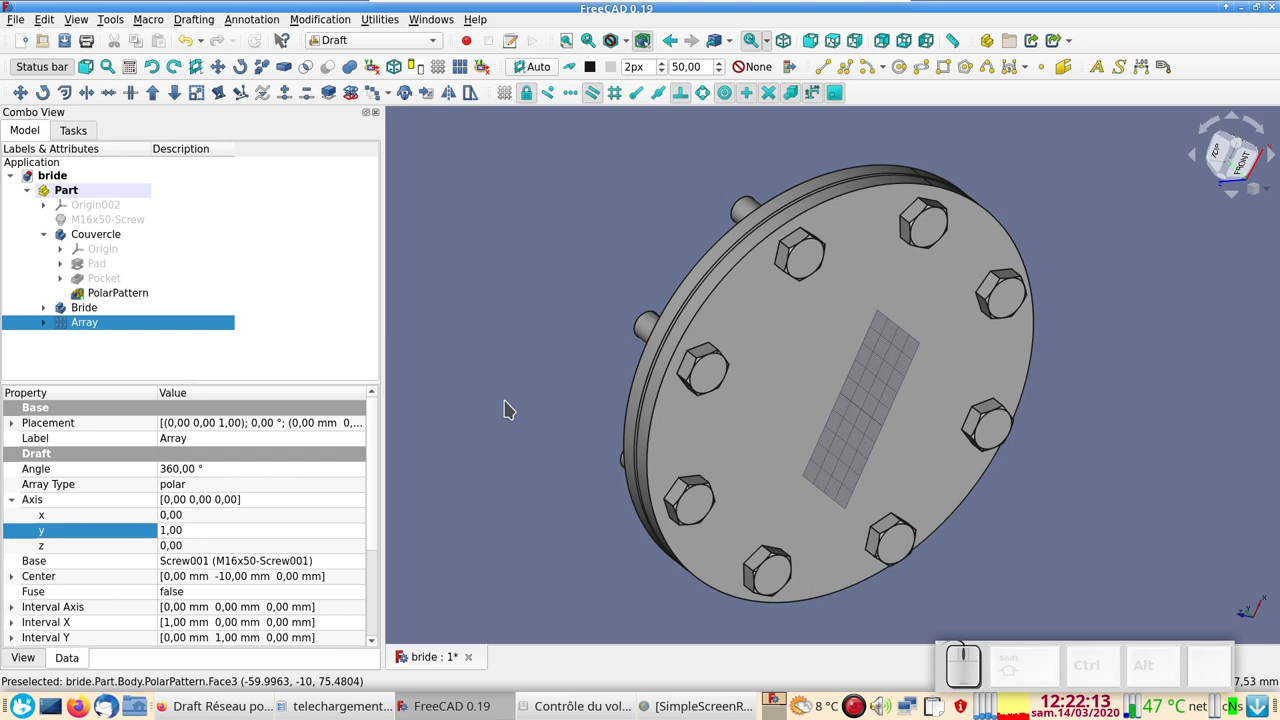 FreeCAD 0.19
File Edit View Tools Macro Drafting Annotation Modification Utilities Windows Help
Draft
Status bar Auto 2px 50,00 None
Combo View
Model Tasks
Labels & Attributes Description
Application
bride
Part
Origin002
M16x50-Screw
Couvercle
Origin
Pad
Pocket
PolarPattern
Bride
Array
Property Value
Base
Placement [(0,00 0,00 1,00); 0,00 °; (0,00 mm 0,...
Label Array
Draft
Angle 360,00 °
Array Type polar
Axis [0,00 0,00 0,00]
x 0,00
y 1,00
z 0,00
Base Screw001 (M16x50-Screw001)
Center [0,00 mm -10,00 mm 0,00 mm]
Fuse false
Interval Axis [0,00 mm 0,00 mm 0,00 mm]
Interval X [1,00 mm 0,00 mm 0,00 mm]
Interval Y [0,00 mm 1,00 mm 0,00 mm]
View Data
TOP FRONT
bride : 1*
Shift Ctrl Alt
Preselected: bride.Part.Body.PolarPattern.Face3 (-59.9963, -10, 75.4804) 7,53 mm
Draft Réseau po... telechargement... FreeCAD 0.19 Contrôle du vol... [SimpleScreenR... 8°C 12:22:13 sam.14/03/2020 47 °C net